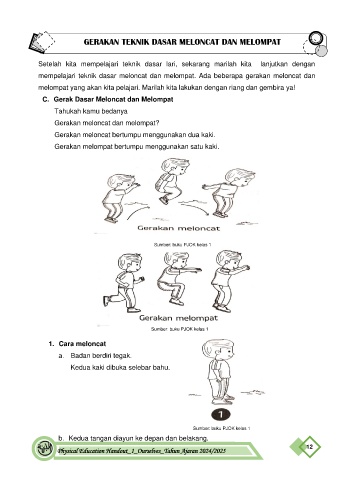 GERAKAN TEKNIK DASAR MELONCAT DAN MELOMPAT
Setelah kita mempelajari teknik dasar lari, sekarang marilah kita lanjutkan dengan
mempelajari teknik dasar meloncat dan melompat. Ada beberapa gerakan meloncat dan
melompat yang akan kita pelajari. Marilah kita lakukan dengan riang dan gembira ya!
C. Gerak Dasar Meloncat dan Melompat
Tahukah kamu bedanya
Gerakan meloncat dan melompat?
Gerakan meloncat bertumpu menggunakan dua kaki.
Gerakan melompat bertumpu menggunakan satu kaki.
Gerakan meloncat
Sumber: buku PJOK kelas 1
Gerakan melompat
Sumber: buku PJOK kelas 1
1. Cara meloncat
a. Badan berdiri tegak.
Kedua kaki dibuka selebar bahu.
1
Sumber: buku PJOK kelas 1
b. Kedua tangan diayun ke depan dan belakang.
Physical Education Handout_1_Ourselves_Tahun Ajaran 2024/2025
12